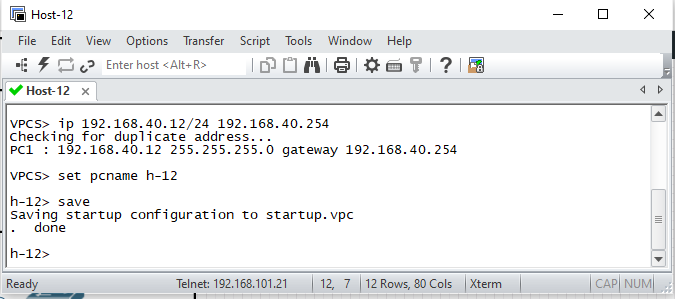 Host-12
File Edit View Options Transfer Script Tools Window Help
Enter host <Alt+R>
Host-12
VPCS> ip 192.168.40.12/24 192.168.40.254
Checking for duplicate address...
PC1 : 192.168.40.12 255.255.255.0 gateway 192.168.40.254
VPCS> set pcname h-12
h-12> save
Saving startup configuration to startup.vpc
.  done
h-12>
Ready Telnet: 192.168.101.21 12, 7 12 Rows, 80 Cols Xterm CAP NUM